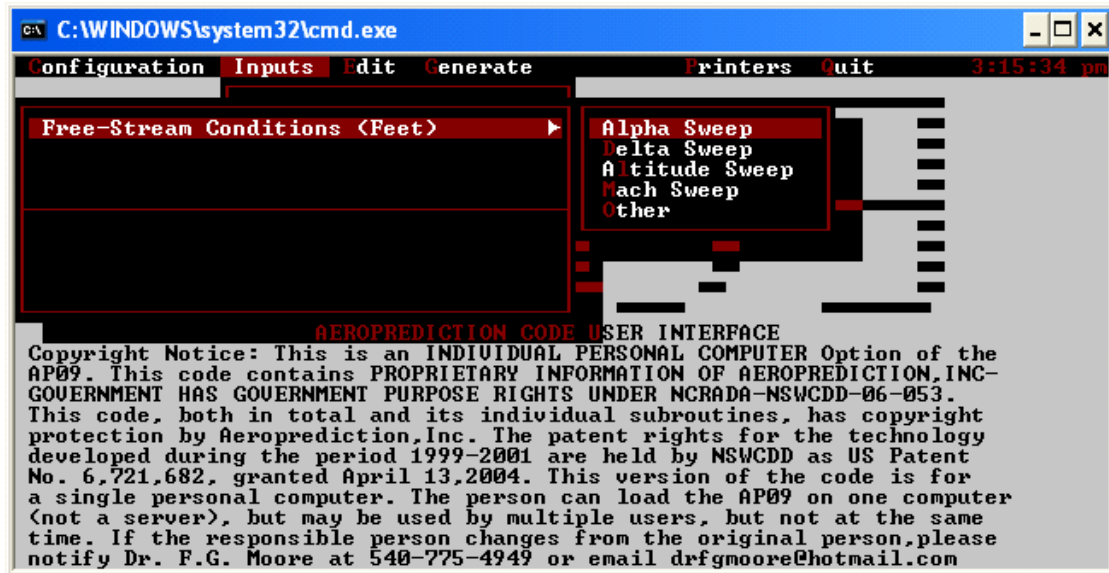 C:\WINDOWS\system32\cmd.exe
Configuration Inputs Edit Generate Printers Quit 3:15:34 pm
Free-Stream Conditions (Feet) Alpha Sweep
Delta Sweep
Altitude Sweep
Mach Sweep
Other
AEROPREDICTION CODE USER INTERFACE
Copyright Notice: This is an INDIVIDUAL PERSONAL COMPUTER Option of the
AP09. This code contains PROPRIETARY INFORMATION OF AEROPREDICTION,INC-
GOVERNMENT HAS GOVERNMENT PURPOSE RIGHTS UNDER NCRADA-NSWCDD-06-053.
This code, both in total and its individual subroutines, has copyright
protection by Aeroprediction,Inc. The patent rights for the technology
developed during the period 1999-2001 are held by NSWCDD as US Patent
No. 6,721,682, granted April 13,2004. This version of the code is for
a single personal computer. The person can load the AP09 on one computer
(not a server), but may be used by multiple users, but not at the same
time. If the responsible person changes from the original person,please
notify Dr. F.G. Moore at 540-775-4949 or email drfgmoore@hotmail.com